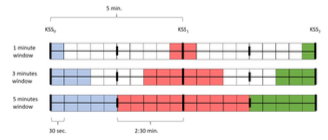 5 min.
KSS₀ KSS₁ KSS₂
1 minute
window
3 minutes
window
5 minutes
window
30 sec. 2:30 min.